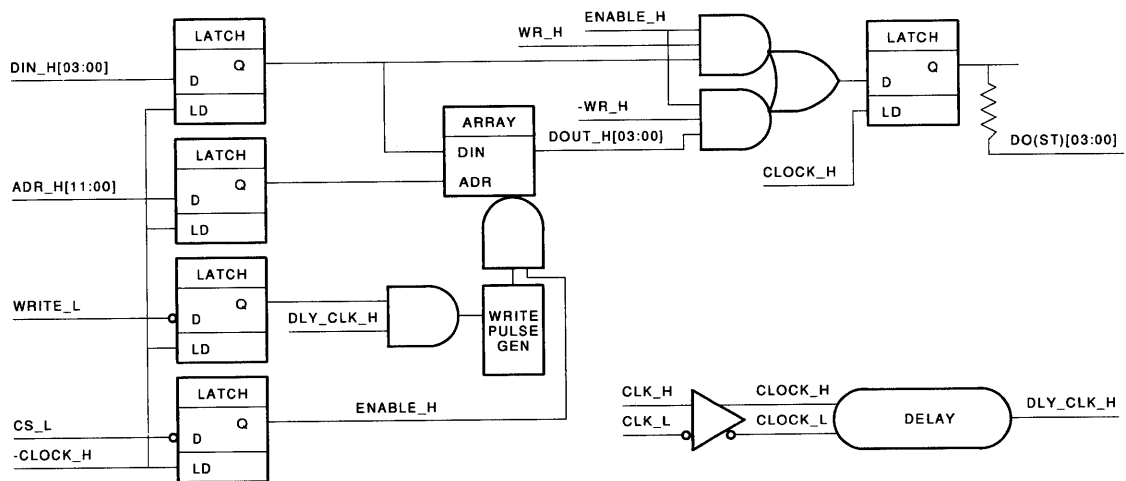 ENABLE_H
LATCH
WR_H
LATCH
Q
Q
DIN_H[03:00]
D
D
LD
LD
ARRAY
-WR_H
DOUT_H[03:00]
DO(ST)[03:00]
LATCH
DIN
CLOCK_H
ADR_H[11:00]
Q
ADR
D
LD
LATCH
Q
WRITE_L
D
DLY_CLK_H
WRITE
PULSE
GEN
LD
LATCH
Q
ENABLE_H
CLK_H
CLOCK_H
DLY_CLK_H
CS_L
D
CLK_L
CLOCK_L
DELAY
-CLOCK_H
LD